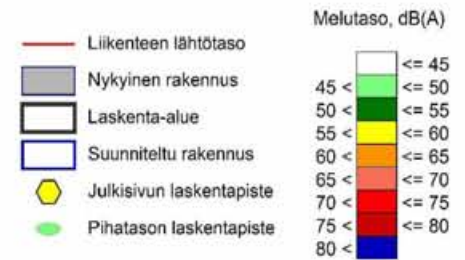 Liikenteen lähtötaso
Nykyinen rakennus
Laskenta-alue
Suunniteltu rakennus
Julkisivun laskentapiste
Pihatason laskentapiste
Melutaso, dB(A)
<= 45
45 < <= 50
50 < <= 55
55 < <= 60
60 < <= 65
65 < <= 70
70 < <= 75
75 < <= 80
80 <